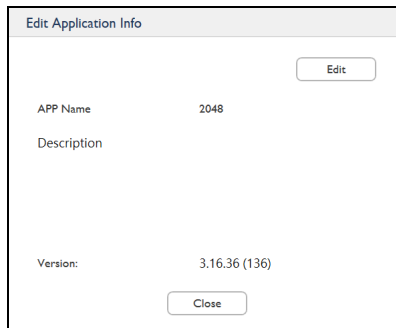 Edit Application Info
Edit
APP Name 2048
Description
Version: 3.16.36 (136)
Close